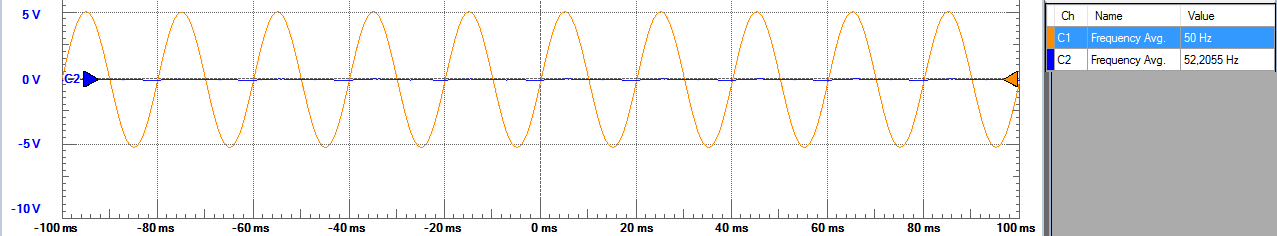 5 V
C2
0 V
-5 V
-10 V
-100 ms -80 ms -60 ms -40 ms -20 ms 0 ms 20 ms 40 ms 60 ms 80 ms 100 ms
Ch Name Value
C1 Frequency Avg. 50 Hz
C2 Frequency Avg. 52,2055 Hz